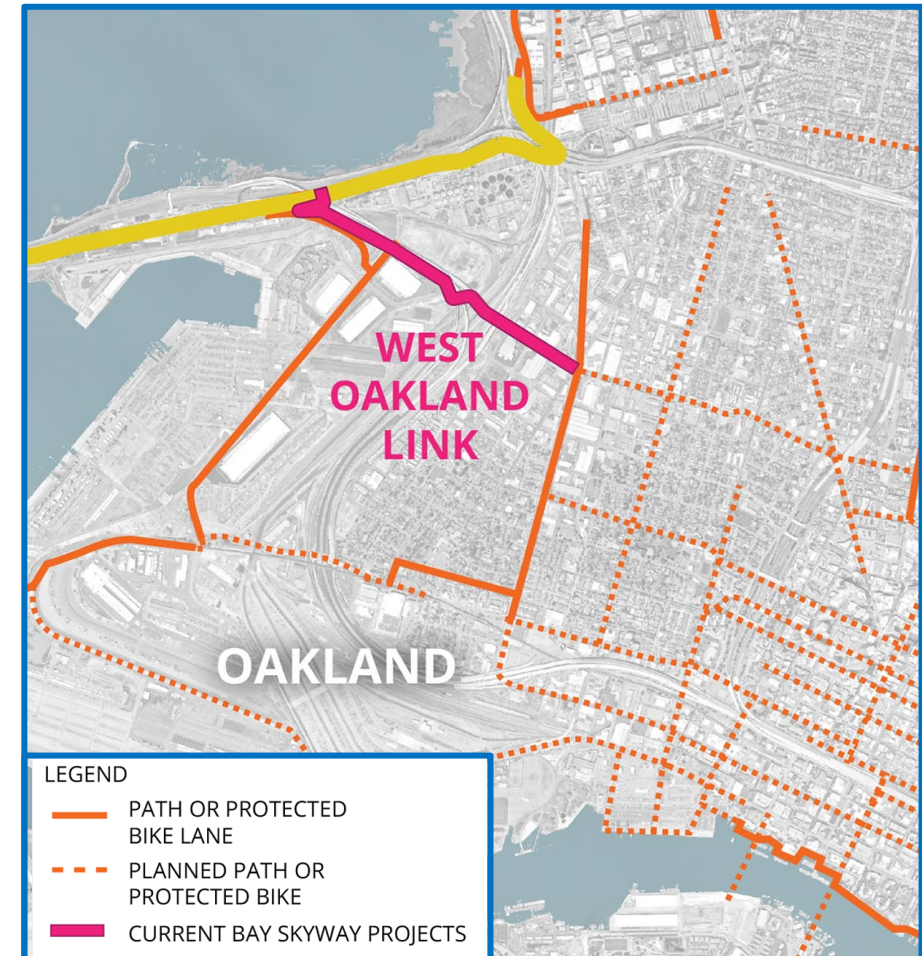 WEST
OAKLAND
LINK
OAKLAND
LEGEND
PATH OR PROTECTED
BIKE LANE
PLANNED PATH OR
PROTECTED BIKE
CURRENT BAY SKYWAY PROJECTS